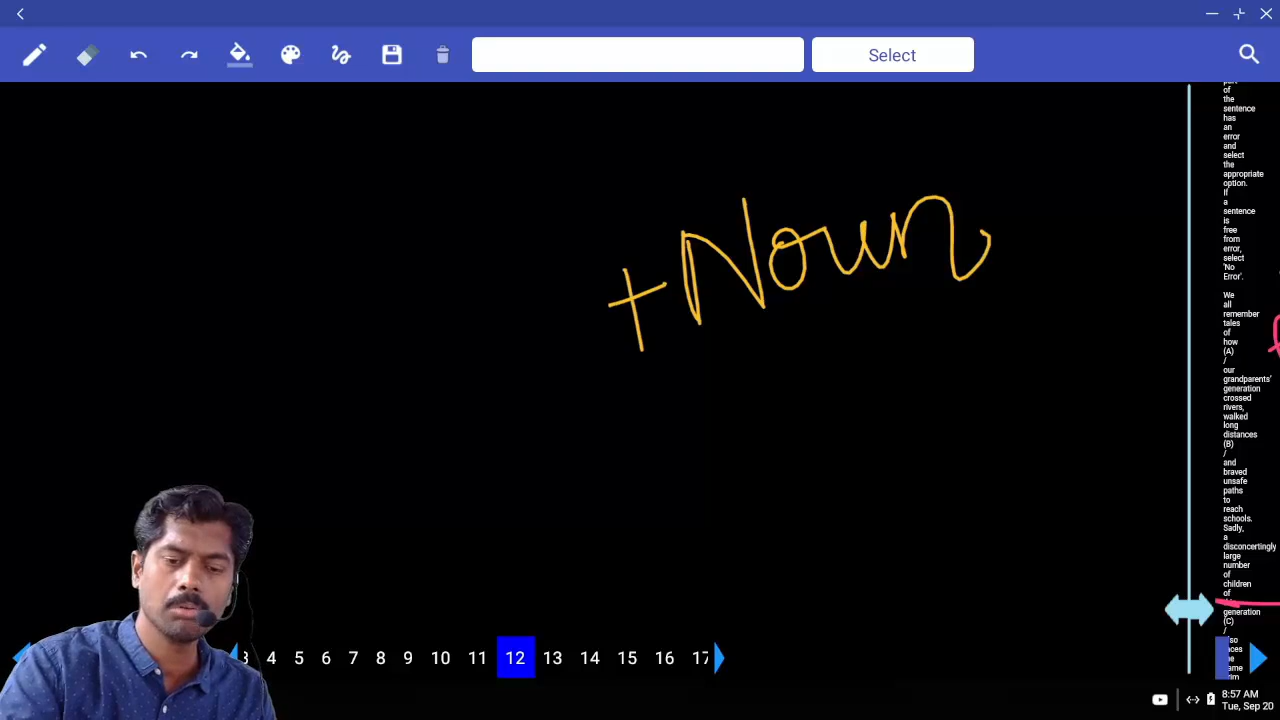 Select
+Noun
of
the
sentence
has
an
error
and
select
the
appropriate
option.
If
a
sentence
is
free
from
error,
select
'No
Error'.
We
all
remember
tales
of
how
(A)
/
our
grandparents'
generation
crossed
rivers,
walked
long
distances
(B)
/
and
braved
unsafe
paths
to
reach
schools.
Sadly,
a
disconcertingly
large
number
of
children
of
generation
(C)
/
3 4 5 6 7 8 9 10 11 12 13 14 15 16 17
8:57 AM
Tue, Sep 20